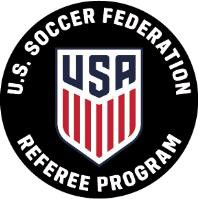 U.S. SOCCER FEDERATION
USA
REFEREE PROGRAM